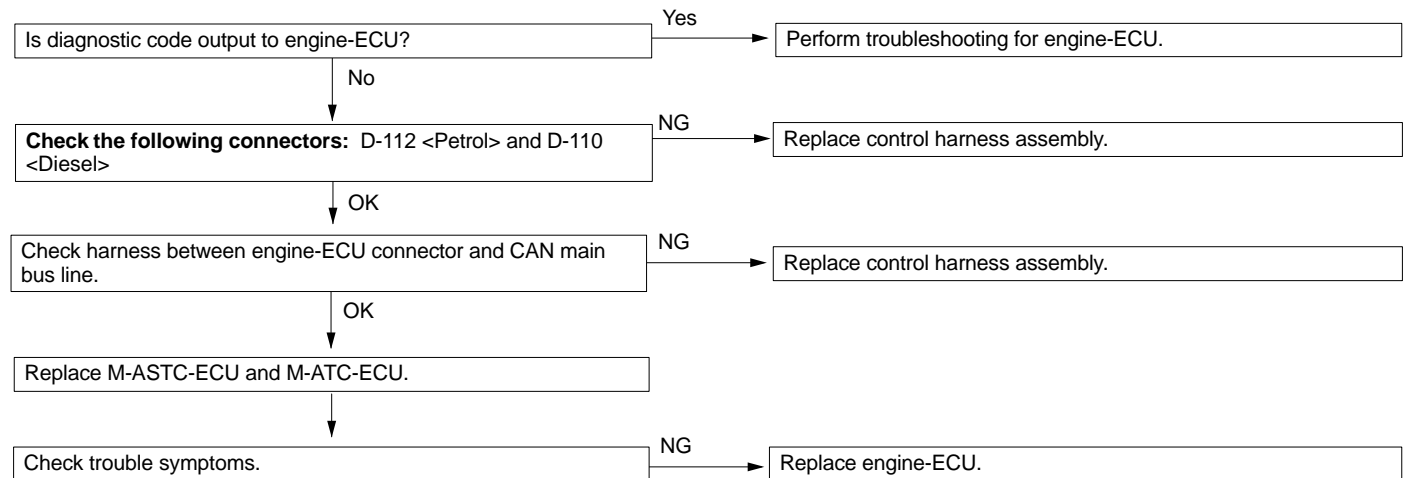 Is diagnostic code output to engine-ECU?
Yes
Perform troubleshooting for engine-ECU.
No
Check the following connectors: D-112 <Petrol> and D-110
<Diesel>
NG
Replace control harness assembly.
OK
Check harness between engine-ECU connector and CAN main
bus line.
NG
Replace control harness assembly.
OK
Replace M-ASTC-ECU and M-ATC-ECU.
Check trouble symptoms.
NG
Replace engine-ECU.